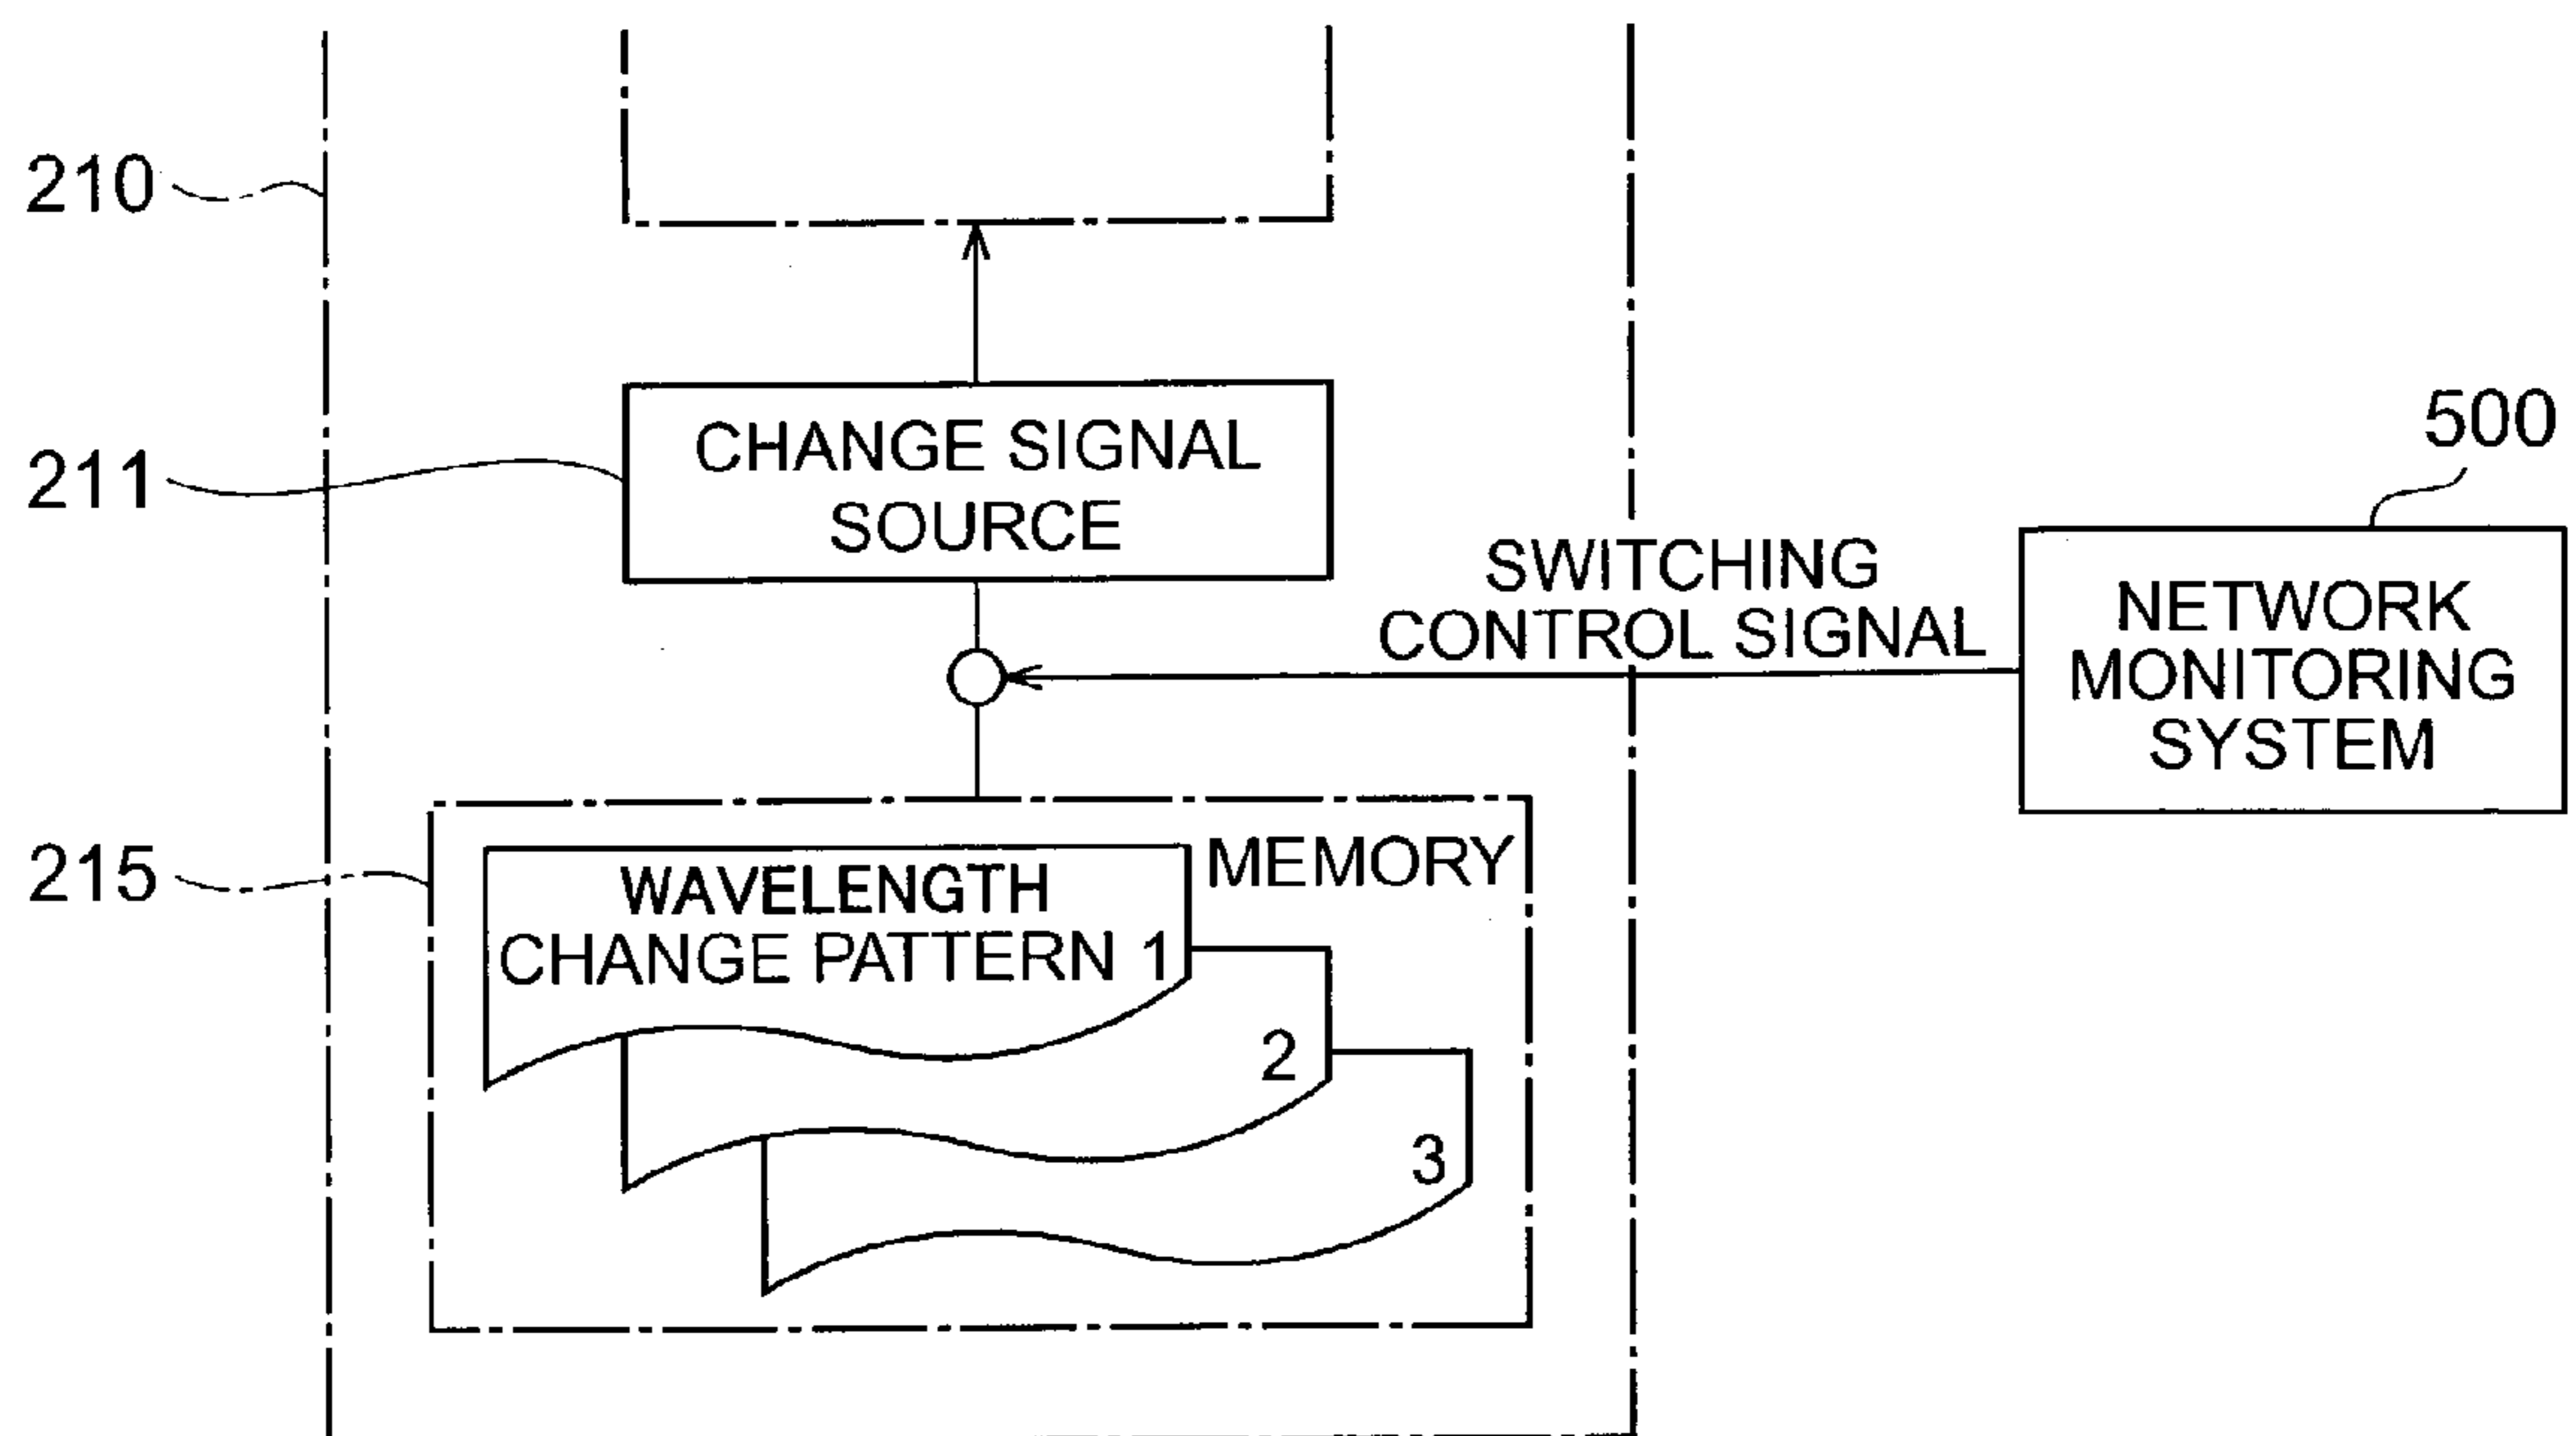 210
211
CHANGE SIGNAL
SOURCE
500
SWITCHING
CONTROL SIGNAL
NETWORK
MONITORING
SYSTEM
215
MEMORY
WAVELENGTH
CHANGE PATTERN 1
2
3